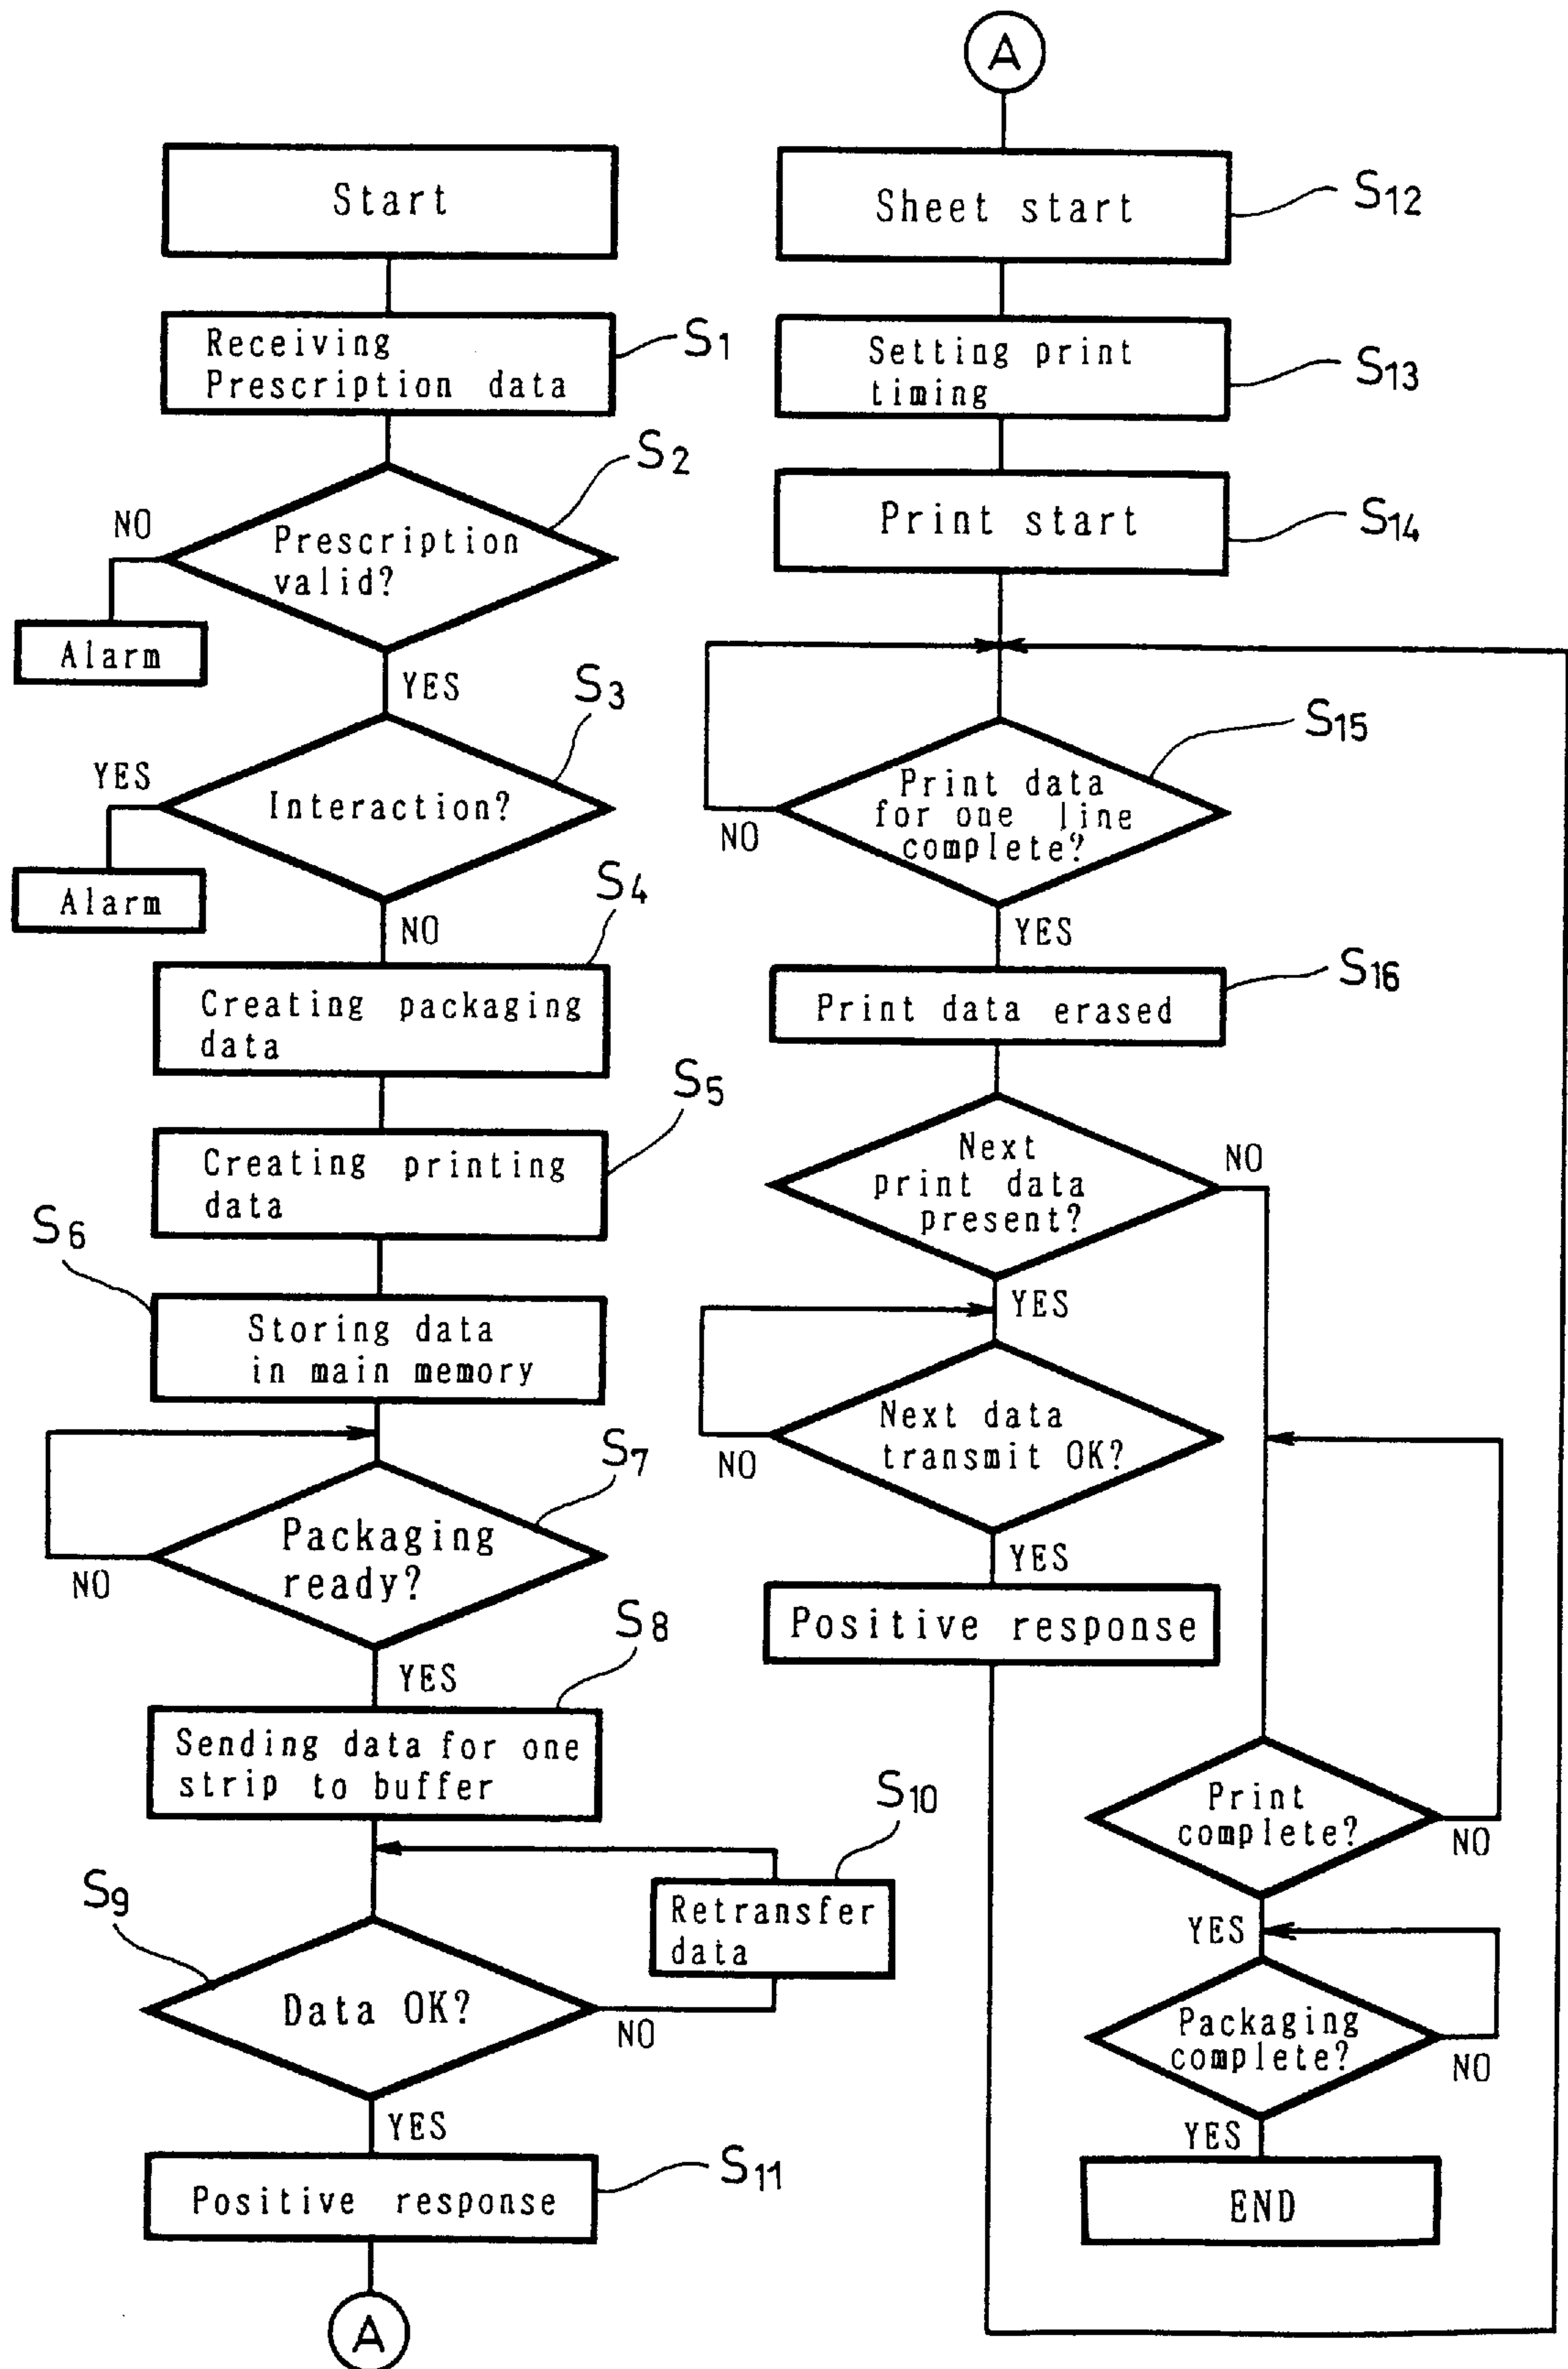 Start
Receiving
Prescription data
S1
S2
Prescription
valid?
NO
Alarm
YES
S3
Interaction?
YES
Alarm
NO
S4
Creating packaging
data
S5
Creating printing
data
S6
Storing data
in main memory
S7
Packaging
ready?
NO
YES
S8
Sending data for one
strip to buffer
S10
Retransfer
data
S9
Data OK?
NO
YES
Positive response
S11
A
A
Sheet start
S12
Setting print
timing
S13
Print start
S14
S15
Print data
for one line
complete?
NO
YES
S16
Print data erased
Next
print data
present?
NO
YES
Next data
transmit OK?
NO
YES
Positive response
Print
complete?
NO
YES
Packaging
complete?
NO
YES
END